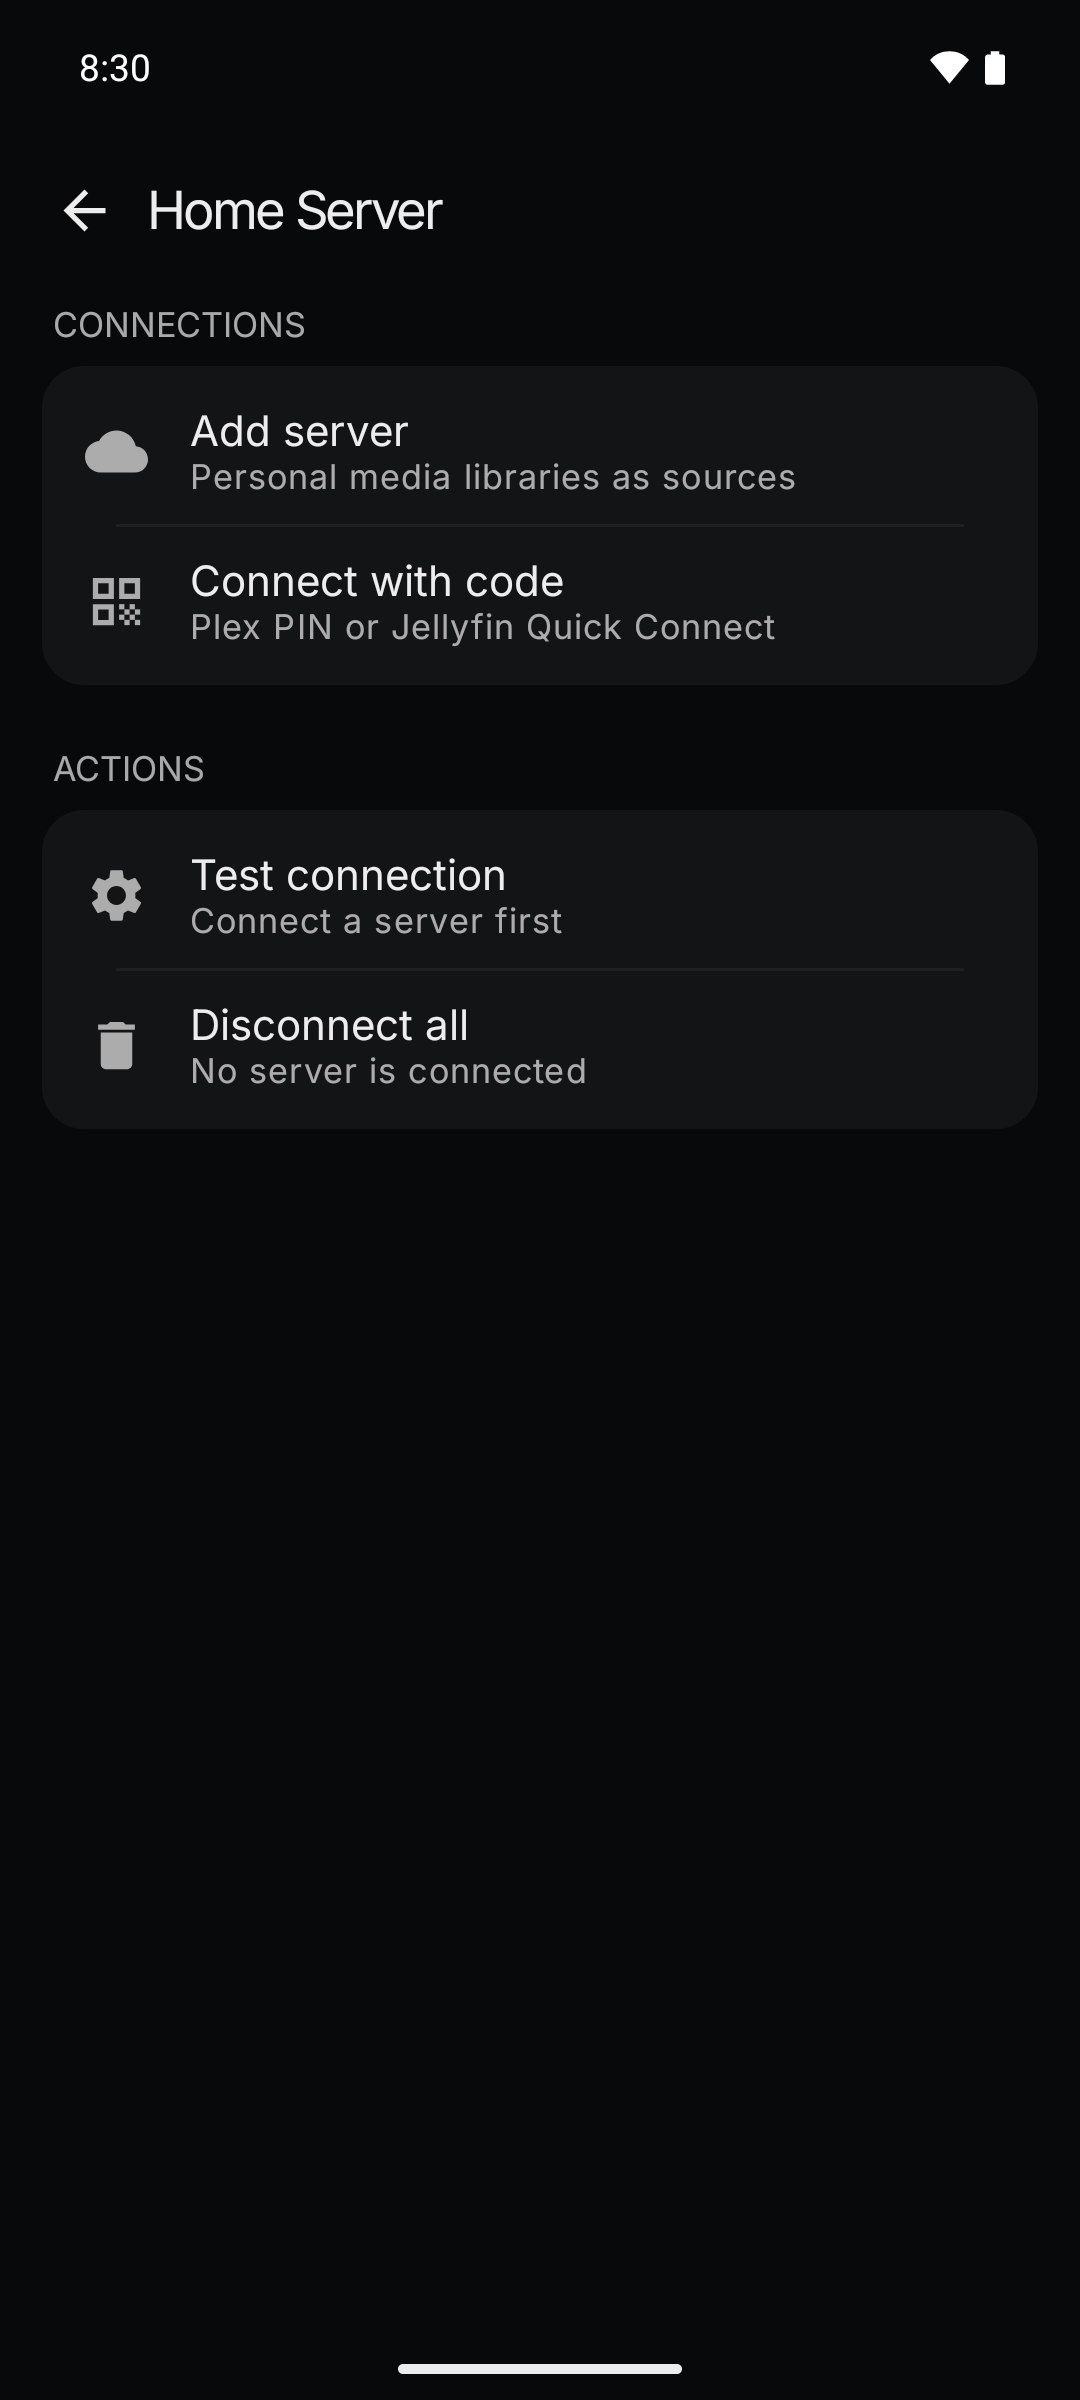 8:30
Home Server
CONNECTIONS
Add server
Personal media libraries as sources
Connect with code
Plex PIN or Jellyfin Quick Connect
ACTIONS
Test connection
Connect a server first
Disconnect all
No server is connected